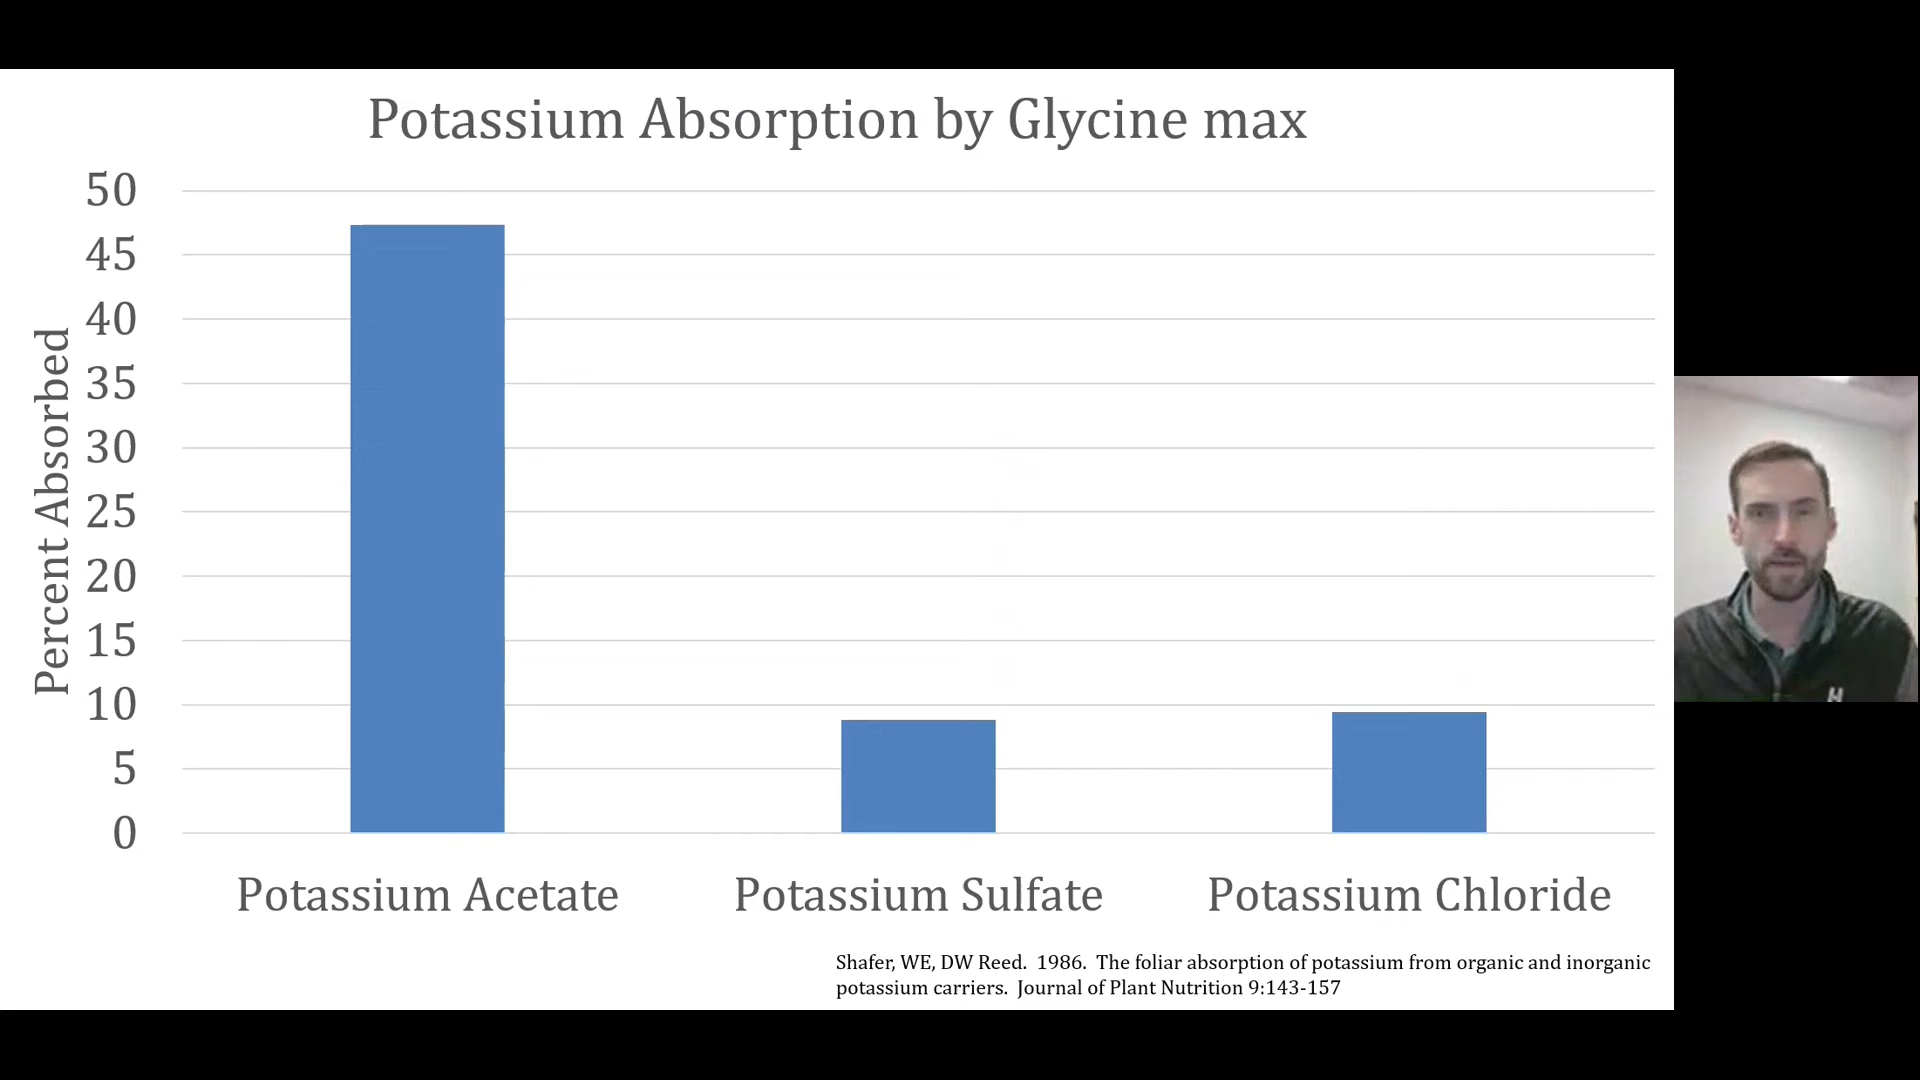 Potassium Absorption by Glycine max
50
45
40
35
30
25
20
15
10
5
0
Percent Absorbed
Potassium Acetate
Potassium Sulfate
Potassium Chloride
Shafer, WE, DW Reed.  1986.  The foliar absorption of potassium from organic and inorganic
potassium carriers.  Journal of Plant Nutrition 9:143-157
H